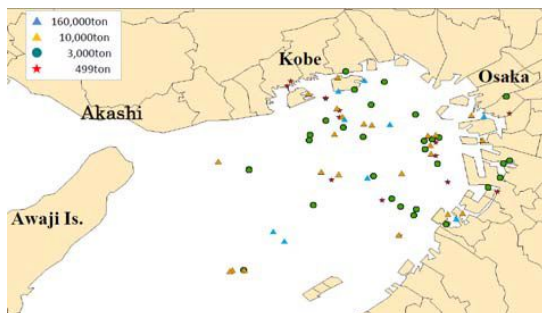 160,000ton
10,000ton
3,000ton
499ton
Kobe
Osaka
Akashi
Awaji Is.